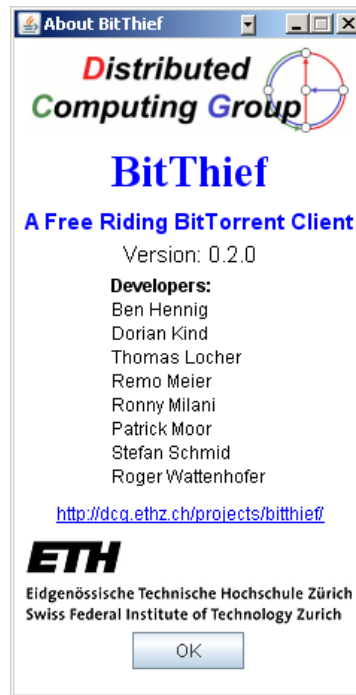 About BitThief
Distributed
Computing Group
BitThief
A Free Riding BitTorrent Client
Version: 0.2.0
Developers:
Ben Hennig
Dorian Kind
Thomas Locher
Remo Meier
Ronny Milani
Patrick Moor
Stefan Schmid
Roger Wattenhofer
http://dcg.ethz.ch/projects/bitthief/
ETH
Eidgenössische Technische Hochschule Zürich
Swiss Federal Institute of Technology Zurich
OK